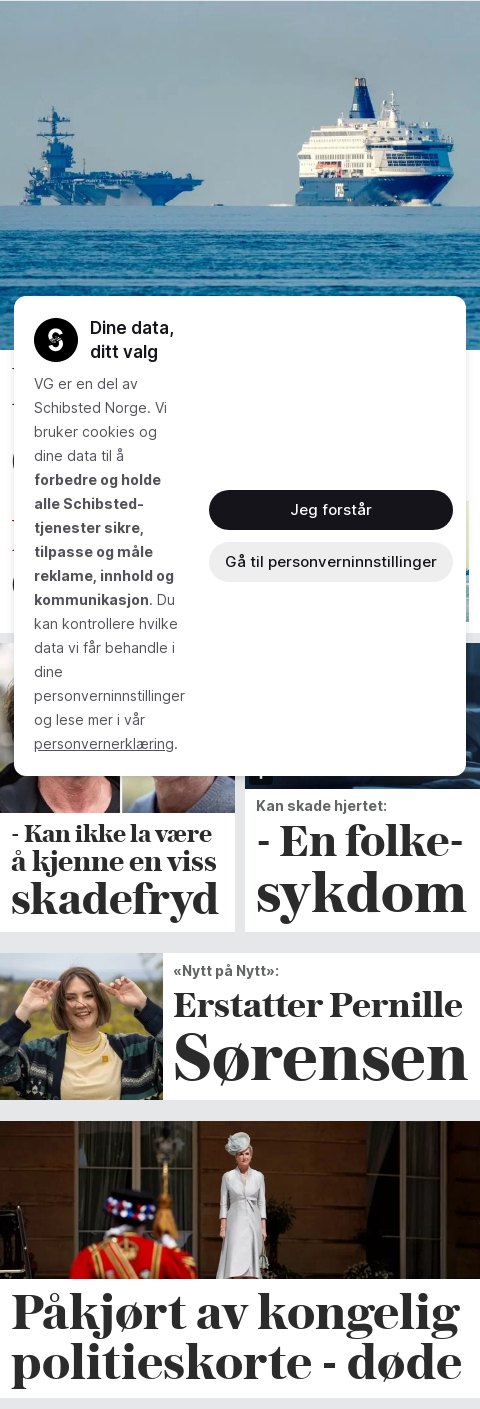 Dine data,
ditt valg
VG er en del av
Schibsted Norge. Vi
bruker cookies og
dine data til å
forbedre og holde
alle Schibsted-
tjenester sikre,
tilpasse og måle
reklame, innhold og
kommunikasjon. Du
kan kontrollere hvilke
data vi får behandle i
dine
personverninnstillinger
og lese mer i vår
personvernerklæring.
Jeg forstår
Gå til personverninnstillinger
- Kan ikke la være
å kjenne en viss
skadefryd
Kan skade hjertet:
- En folke-
sykdom
«Nytt på Nytt»:
Erstatter Pernille
Sørensen
Påkjørt av kongelig
politieskorte - døde